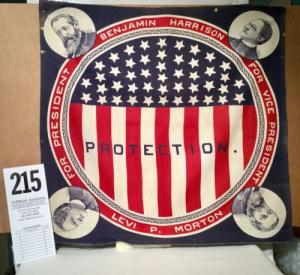 BENJAMIN HARRISON
FOR PRESIDENT
FOR VICE PRESIDENT
PROTECTION.
LEVI P. MORTON
215